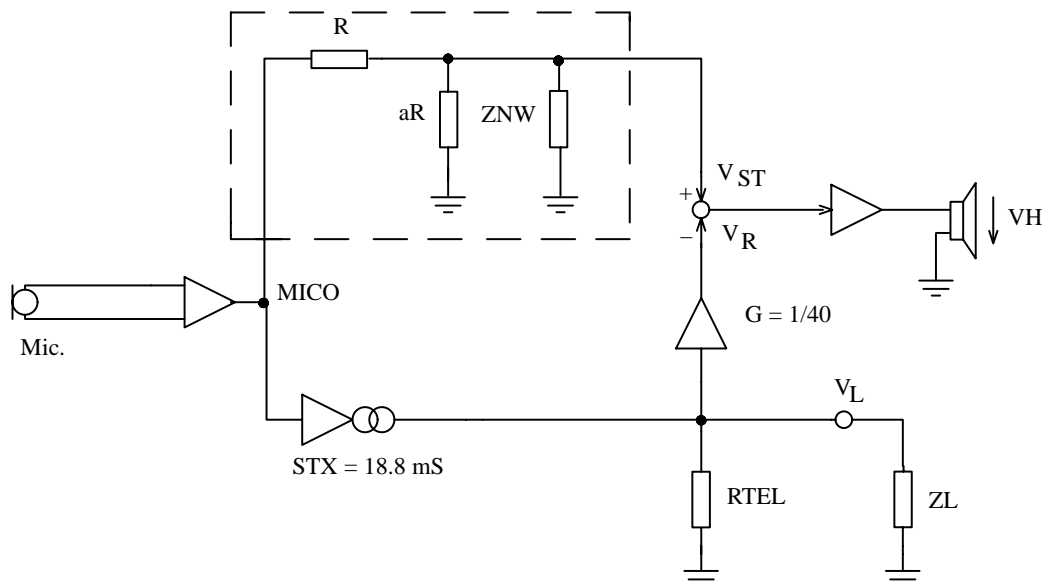 R
aR
ZNW
+
V ST
−
V R
VH
MICO
G = 1/40
Mic.
V L
STX = 18.8 mS
RTEL
ZL